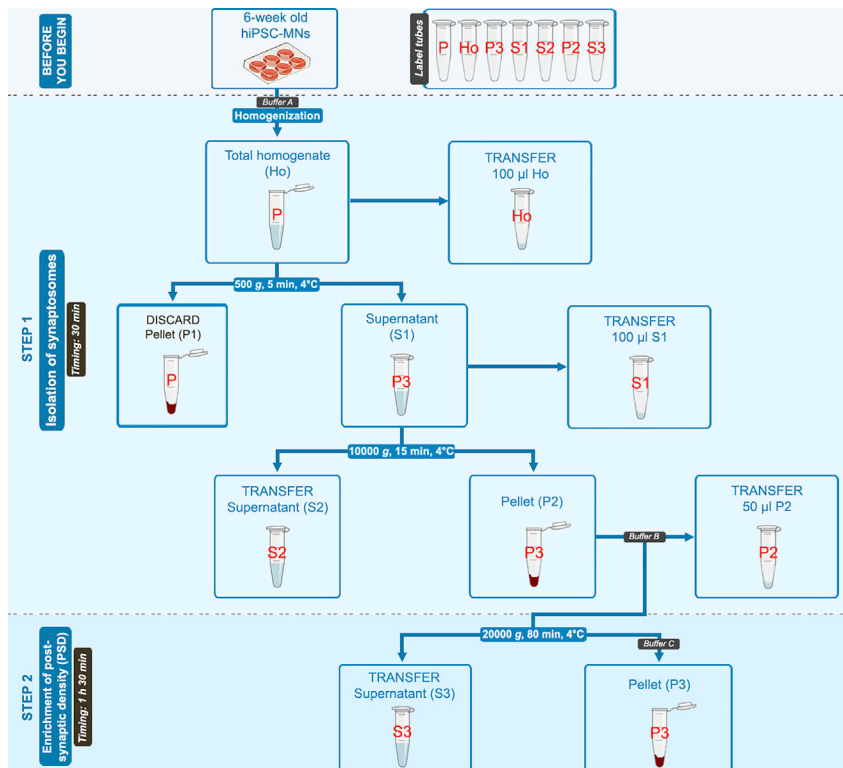 BEFORE
YOU BEGIN
6-week old
hiPSC-MNs
Label tubes
P Ho P3 S1 S2 P2 S3
Buffer A
Homogenization
STEP 1
Isolation of synaptosomes
Timing: 30 min
Total homogenate
(Ho)
P
TRANSFER
100 µl Ho
Ho
500 g, 5 min, 4°C
DISCARD
Pellet (P1)
P
Supernatant
(S1)
P3
TRANSFER
100 µl S1
S1
10000 g, 15 min, 4°C
TRANSFER
Supernatant (S2)
S2
Pellet (P2)
P3
Buffer B
TRANSFER
50 µl P2
P2
STEP 2
Enrichment of post-
synaptic density (PSD)
Timing: 1 h 30 min
20000 g, 80 min, 4°C
Buffer C
TRANSFER
Supernatant (S3)
S3
Pellet (P3)
P3